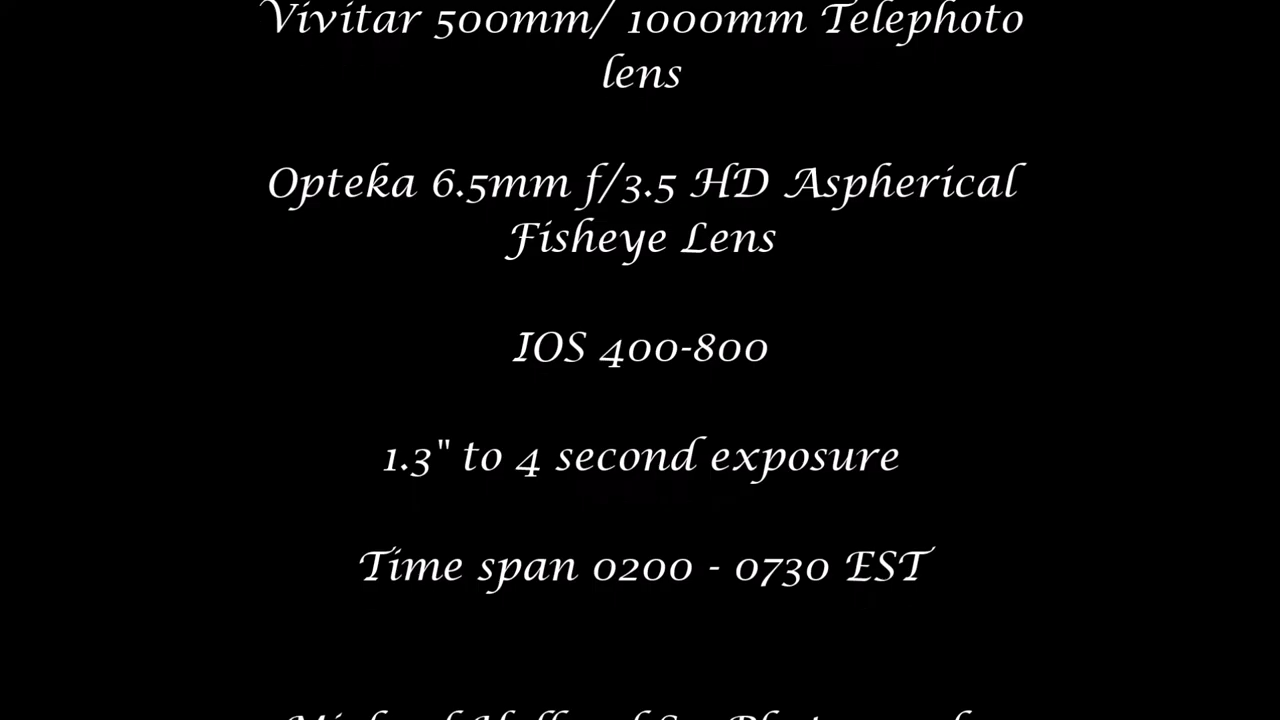 Vivitar 500mm/ 1000mm Telephoto
lens
Opteka 6.5mm f/3.5 HD Aspherical
Fisheye Lens
IOS 400-800
1.3" to 4 second exposure
Time span 0200 - 0730 EST
Michael